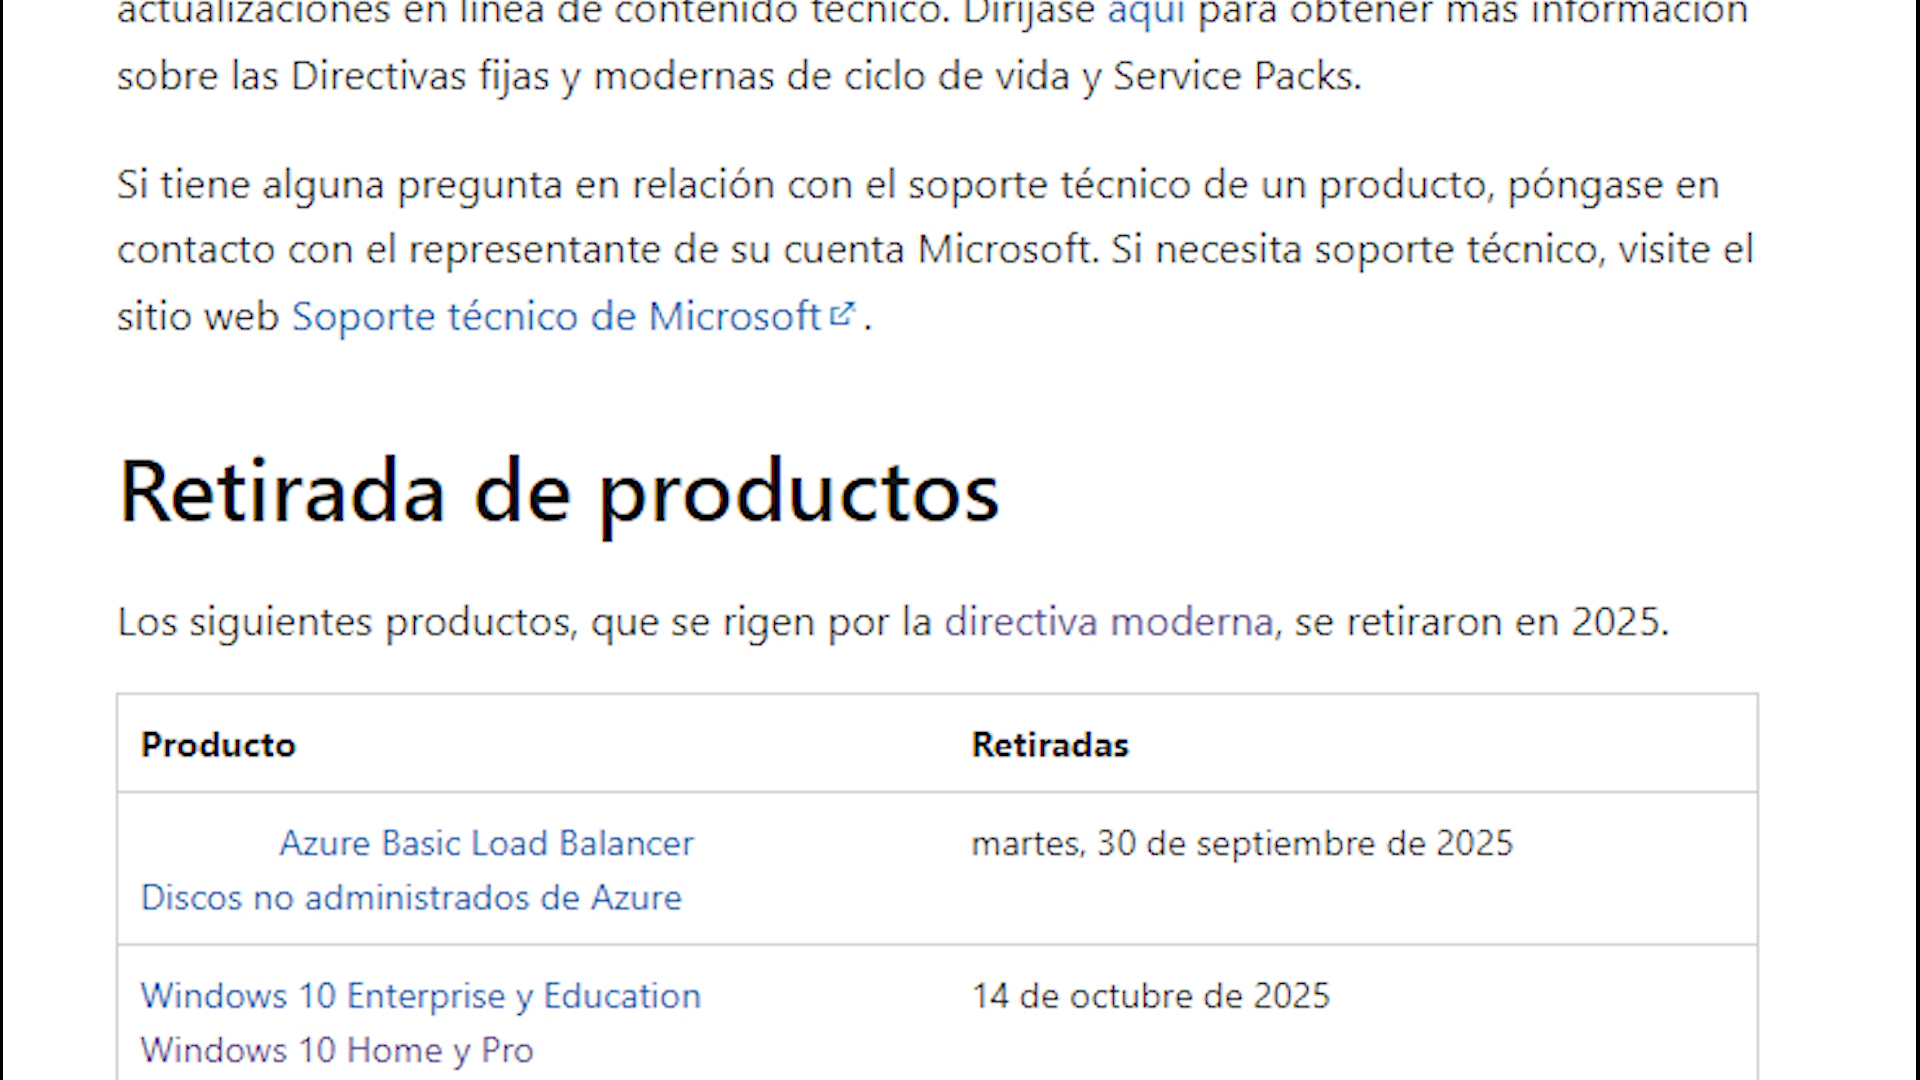 actualizaciones en línea de contenido técnico. Diríjase aquí para obtener más información
sobre las Directivas fijas y modernas de ciclo de vida y Service Packs.
Si tiene alguna pregunta en relación con el soporte técnico de un producto, póngase en
contacto con el representante de su cuenta Microsoft. Si necesita soporte técnico, visite el
sitio web Soporte técnico de Microsoft.
Retirada de productos
Los siguientes productos, que se rigen por la directiva moderna, se retiraron en 2025.
Producto Retiradas
Azure Basic Load Balancer martes, 30 de septiembre de 2025
Discos no administrados de Azure
Windows 10 Enterprise y Education 14 de octubre de 2025
Windows 10 Home y Pro